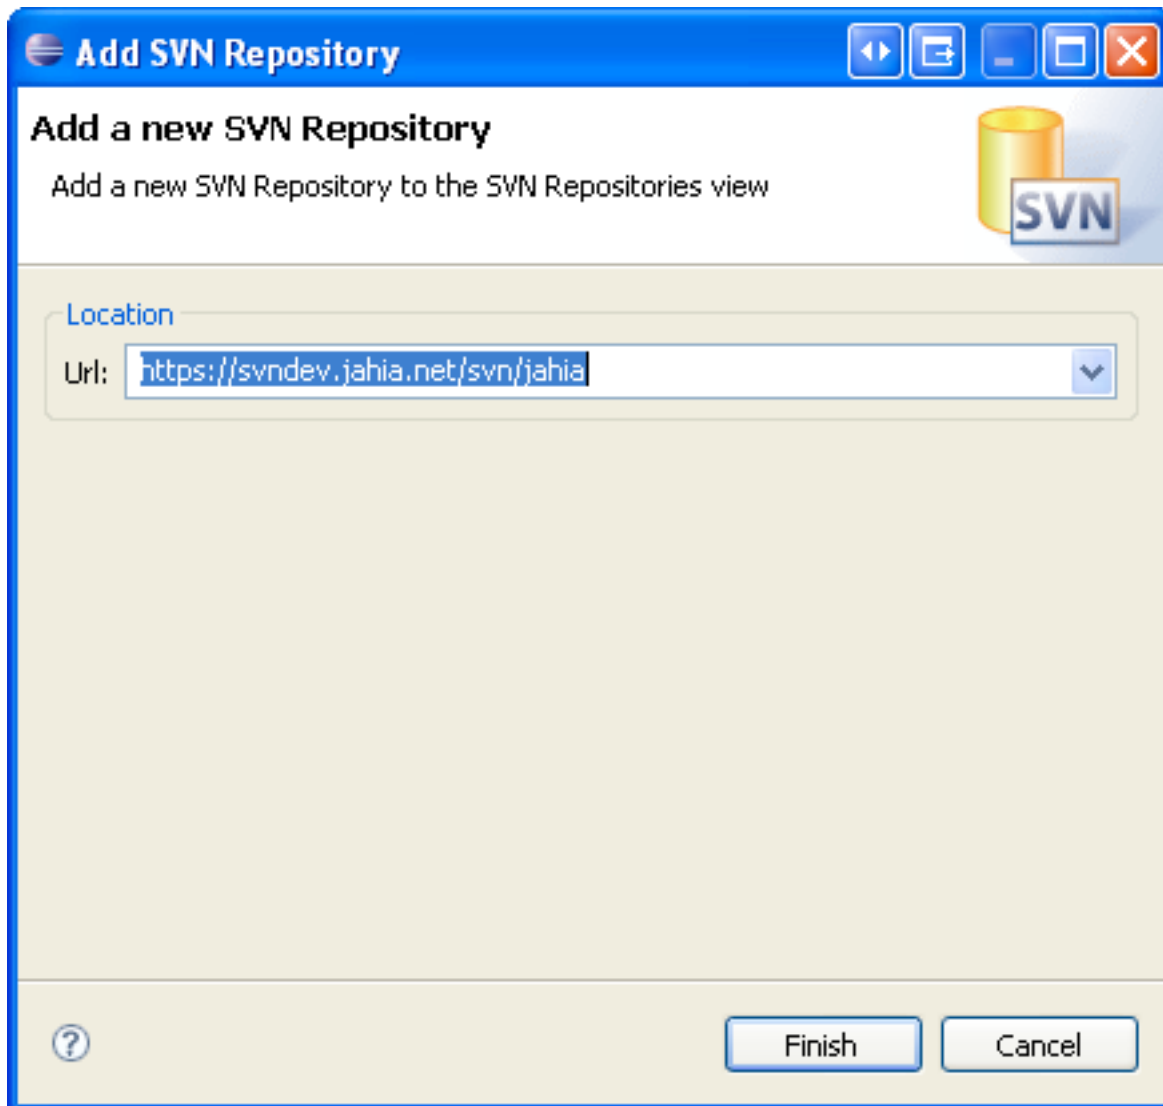 Add SVN Repository
Add a new SVN Repository
Add a new SVN Repository to the SVN Repositories view
SVN
Location
Url: https://svndev.jahia.net/svn/jahia
?
Finish Cancel